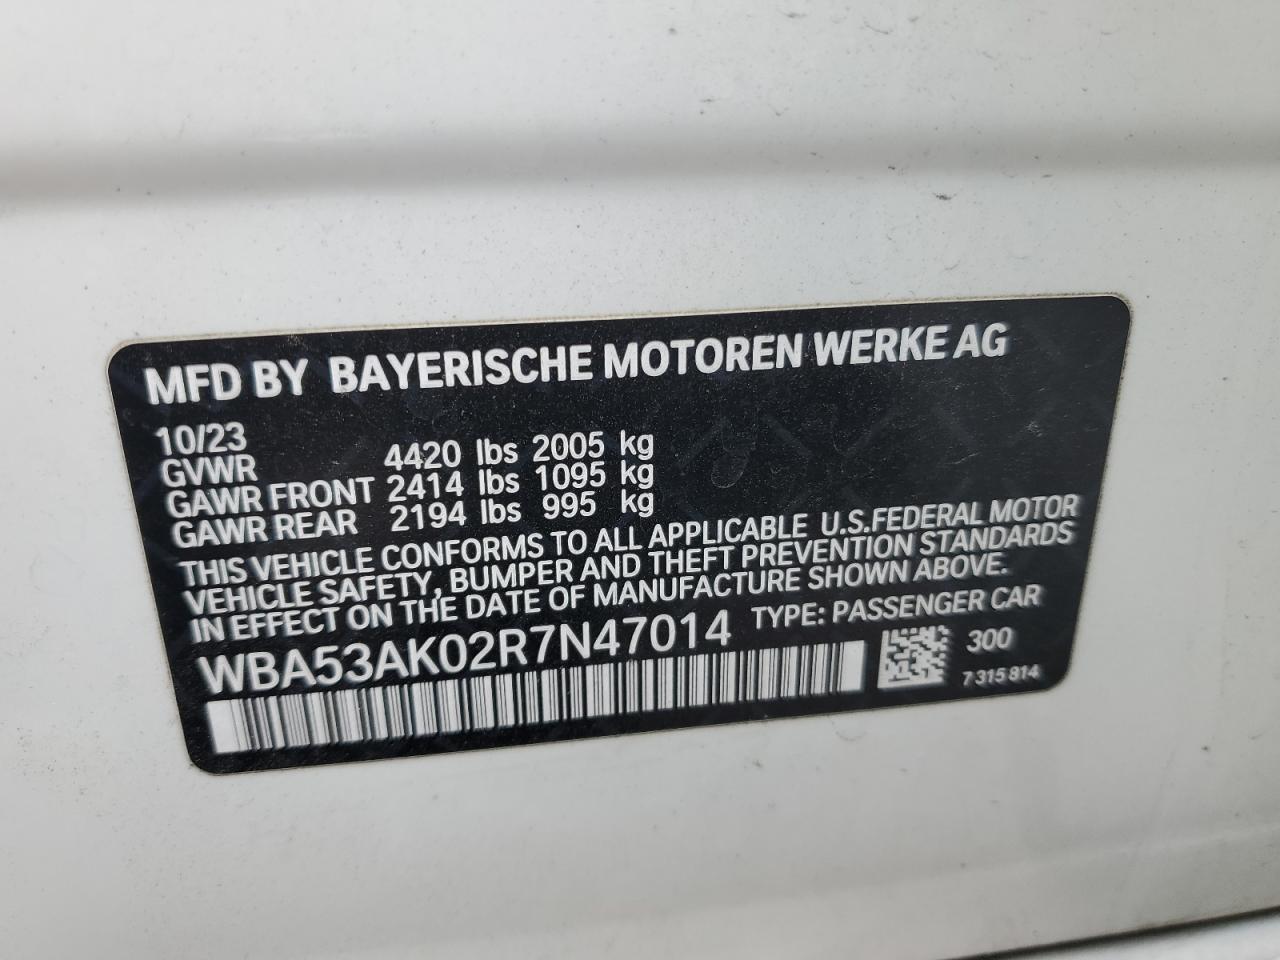 MFD BY BAYERISCHE MOTOREN WERKE AG
10/23
GVWR 4420 lbs 2005 kg
GAWR FRONT 2414 lbs 1095 kg
GAWR REAR 2194 lbs 995 kg
THIS VEHICLE CONFORMS TO ALL APPLICABLE U.S.FEDERAL MOTOR
VEHICLE SAFETY, BUMPER AND THEFT PREVENTION STANDARDS
IN EFFECT ON THE DATE OF MANUFACTURE SHOWN ABOVE.
WBA53AK02R7N47014 TYPE: PASSENGER CAR
300
7 315 814